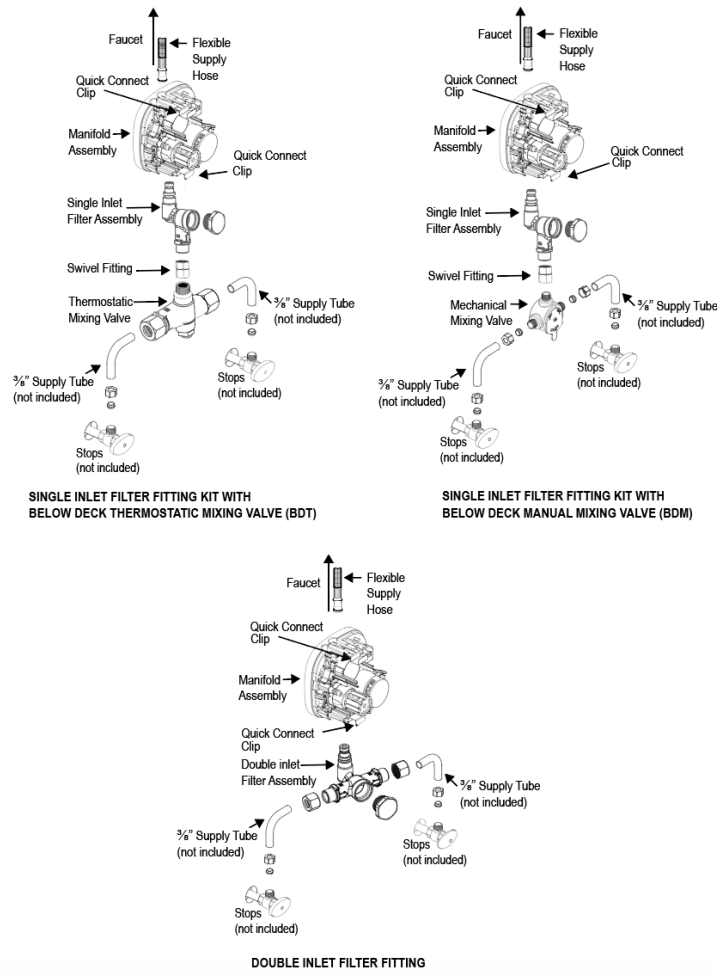 Faucet
Flexible
Supply
Hose
Quick Connect
Clip
Manifold
Assembly
Quick Connect
Clip
Single Inlet
Filter Assembly
Swivel Fitting
Thermostatic
Mixing Valve
⅜” Supply Tube
(not included)
⅜” Supply Tube
(not included)
Stops
(not included)
Stops
(not included)
SINGLE INLET FILTER FITTING KIT WITH
BELOW DECK THERMOSTATIC MIXING VALVE (BDT)
Faucet
Flexible
Supply
Hose
Quick Connect
Clip
Manifold
Assembly
Quick Connect
Clip
Single Inlet
Filter Assembly
Swivel Fitting
Mechanical
Mixing Valve
⅜” Supply Tube
(not included)
⅜” Supply Tube
(not included)
Stops
(not included)
Stops
(not included)
SINGLE INLET FILTER FITTING KIT WITH
BELOW DECK MANUAL MIXING VALVE (BDM)
Faucet
Flexible
Supply
Hose
Quick Connect
Clip
Manifold
Assembly
Quick Connect
Clip
Double inlet
Filter Assembly
⅜” Supply Tube
(not included)
⅜” Supply Tube
(not included)
Stops
(not included)
Stops
(not included)
DOUBLE INLET FILTER FITTING